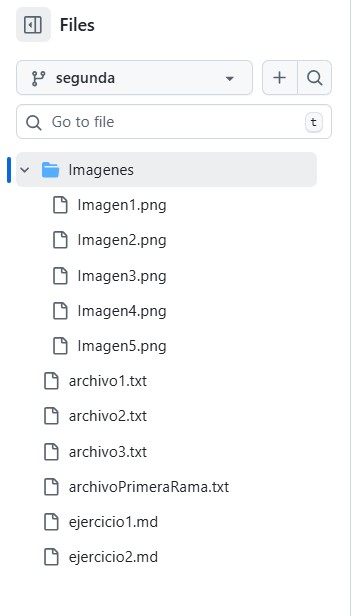 Files
segunda
Go to file t
Imagenes
Imagen1.png
Imagen2.png
Imagen3.png
Imagen4.png
Imagen5.png
archivo1.txt
archivo2.txt
archivo3.txt
archivoPrimeraRama.txt
ejercicio1.md
ejercicio2.md